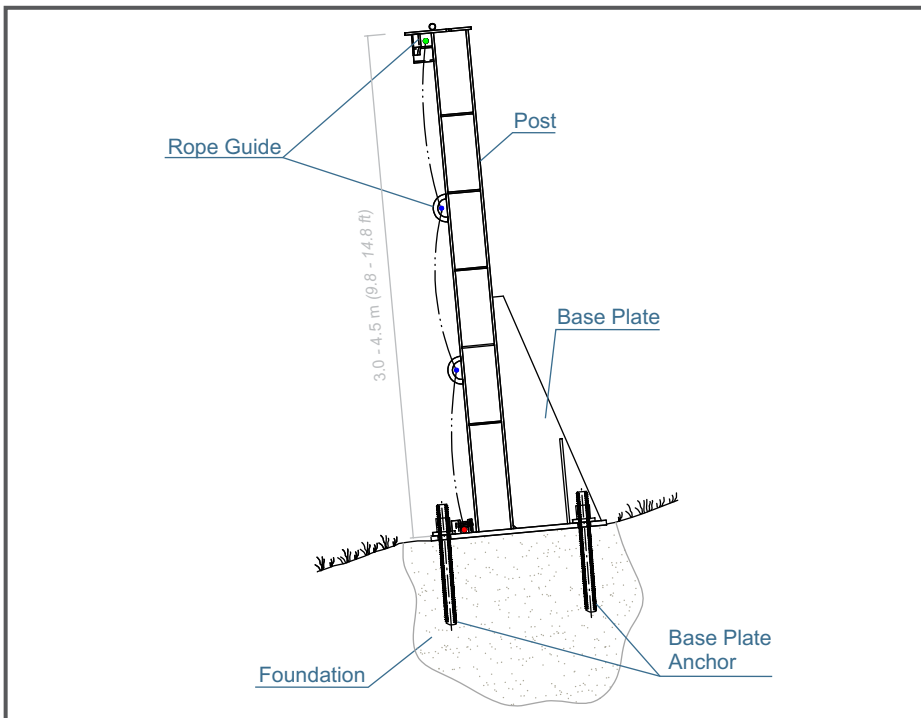 Rope Guide
Post
3.0 - 4.5 m (9.8 - 14.8 ft)
Base Plate
Base Plate
Anchor
Foundation